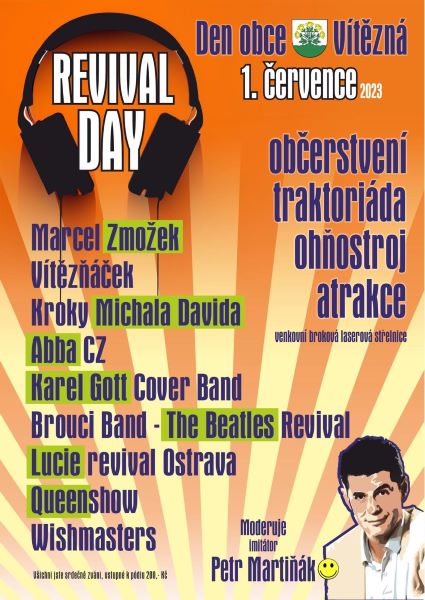 REVIVAL
DAY
Den obce Vítězná
1. července 2023
občerstvení
traktoriáda
ohňostroj
atrakce
venkovní broková laserová střelnice
Marcel Zmožek
Vítězňáček
Kroky Michala Davida
Abba CZ
Karel Gott Cover Band
Brouci Band - The Beatles Revival
Lucie revival Ostrava
Queenshow
Wishmasters
Moderuje
imitátor
Petr Martiňák
Všichni jste srdečně zváni, vstupné k pódiu 200,- Kč